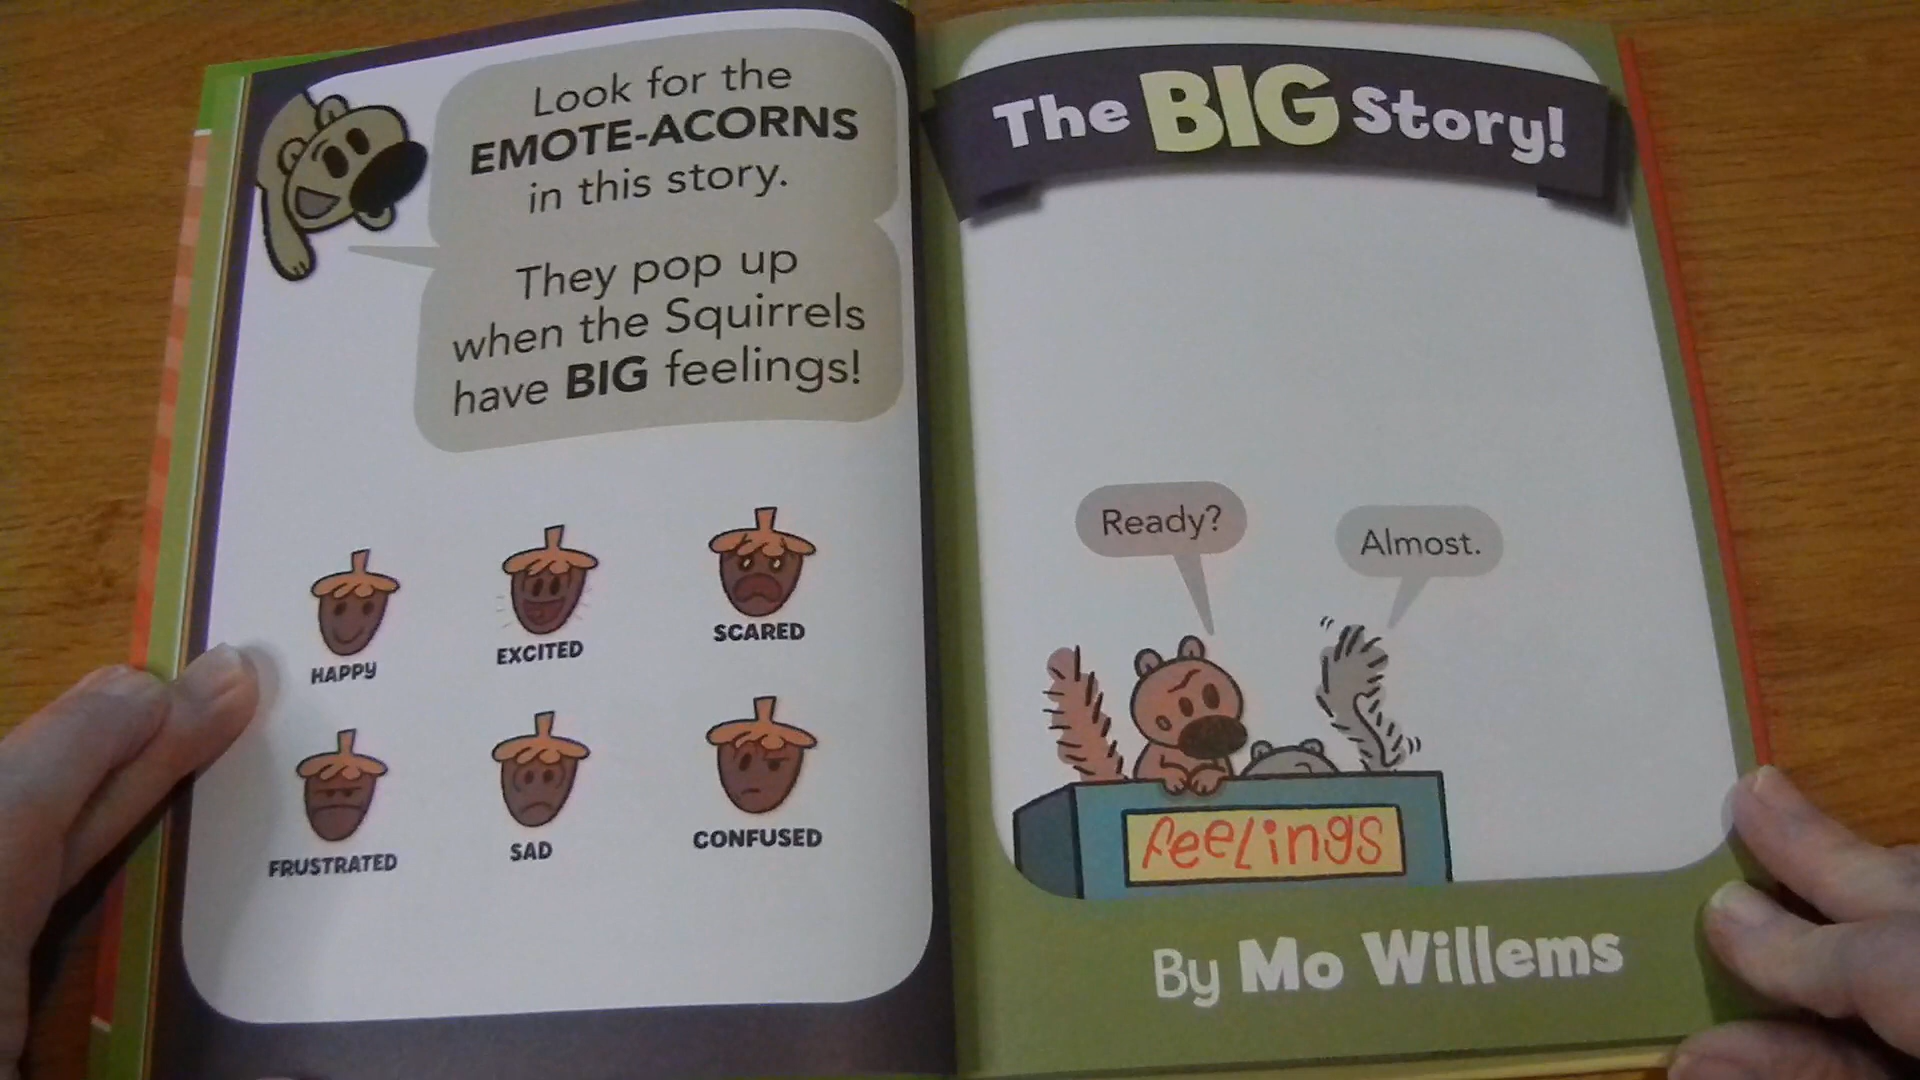 Look for the
EMOTE-ACORNS
in this story.
They pop up
when the Squirrels
have BIG feelings!
HAPPY
EXCITED
SCARED
FRUSTRATED
SAD
CONFUSED
The BIG Story!
Ready?
Almost.
feelings
By Mo Willems